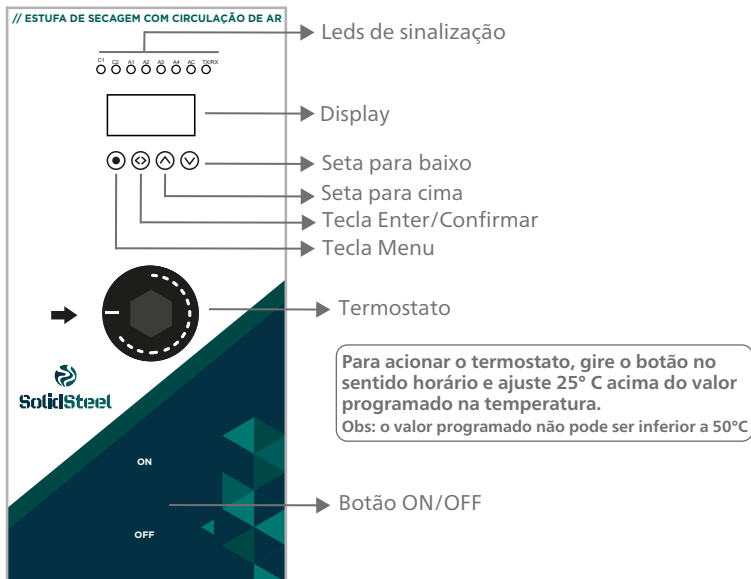 // ESTUFA DE SECAGEM COM CIRCULAÇÃO DE AR
Leds de sinalização
C1 C2 A1 A2 A3 A4 AC TX/RX
Display
Seta para baixo
Seta para cima
Tecla Enter/Confirmar
Tecla Menu
Termostato
Para acionar o termostato, gire o botão no
sentido horário e ajuste 25° C acima do valor
programado na temperatura.
Obs: o valor programado não pode ser inferior a 50°C
SolidSteel
ON
Botão ON/OFF
OFF